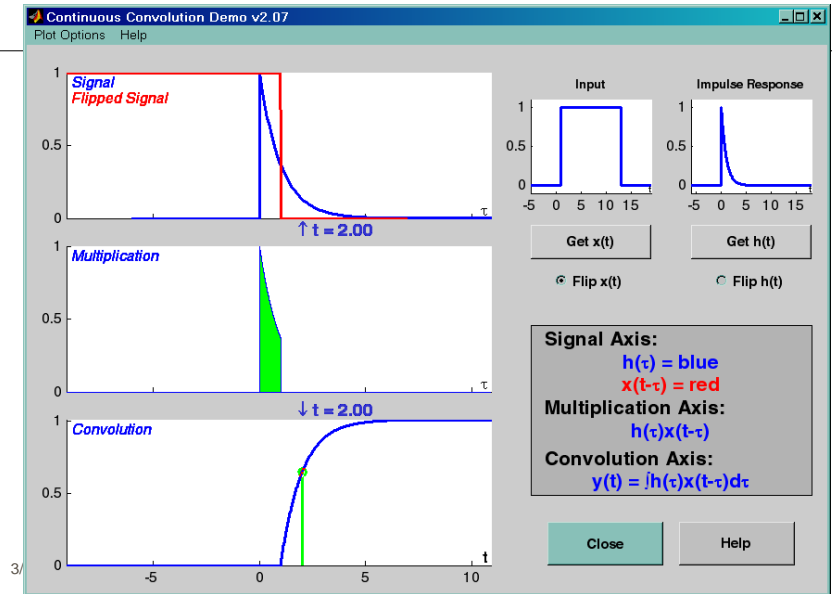 Continuous Convolution Demo v2.07
Plot Options Help
Signal
Flipped Signal
1
0.5
0
τ
↑ t = 2.00
Multiplication
1
0.5
0
τ
↓ t = 2.00
Convolution
1
0.5
0
t
-5 0 5 10
Input
1
0.5
0
-5 0 5 10 15
Impulse Response
1
0.5
0
-5 0 5 10 15
Get x(t)
Get h(t)
Flip x(t)
Flip h(t)
Signal Axis:
h(τ) = blue
x(t-τ) = red
Multiplication Axis:
h(τ)x(t-τ)
Convolution Axis:
y(t) = ∫h(τ)x(t-τ)dτ
Close
Help
3/